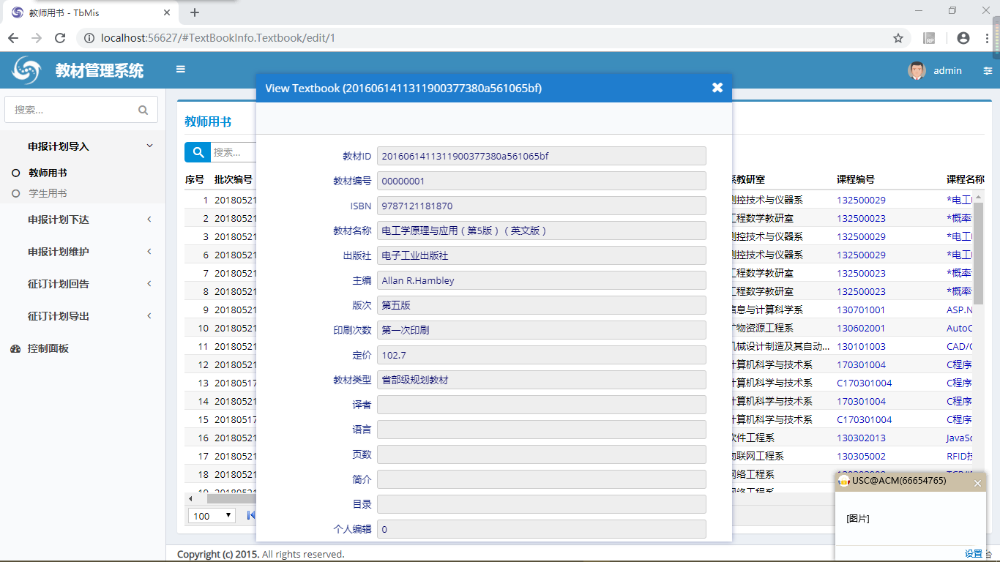 教师用书 - TbMis
localhost:56627/#TextBookInfo.Textbook/edit/1
教材管理系统
admin
搜索...
申报计划导入
教师用书
学生用书
申报计划下达
申报计划维护
征订计划回告
征订计划导出
控制面板
教师用书
搜索...
View Textbook (2016061411311900377380a561065bf)
教材ID 2016061411311900377380a561065bf
教材编号 00000001
ISBN 9787121181870
教材名称 电工学原理与应用（第5版）（英文版）
出版社 电子工业出版社
主编 Allan R.Hambley
版次 第五版
印刷次数 第一次印刷
定价 102.7
教材类型 省部级规划教材
译者
语言
页数
简介
目录
个人编辑 0
序号 批次编号 系教研室 课程编号 课程名称
1 20180521 测控技术与仪器系 132500029 *电工
2 20180521 工程数学教研室 132500023 *概率
3 20180521 测控技术与仪器系 132500029 *电工
6 20180521 测控技术与仪器系 132500029 *电工
7 20180521 工程数学教研室 132500023 *概率
8 20180521 工程数学教研室 132500023 *概率
9 20180521 信息与计算科学系 130701001 ASP.N
10 20180521 矿物资源工程系 130602001 AutoC
11 20180521 机械设计制造及其自动... 130101003 CAD/C
12 20180521 计算机科学与技术系 170301004 C程序
13 20180517 计算机科学与技术系 C170301004 C程序
14 20180521 计算机科学与技术系 170301004 C程序
15 20180517 计算机科学与技术系 C170301004 C程序
16 20180521 软件工程系 130302013 JavaSc
17 20180521 物联网工程系 130305002 RFID技
18 20180521 网络工程系
100
USC@ACM(66654765)
[图片]
设置
Copyright (c) 2015. All rights reserved.